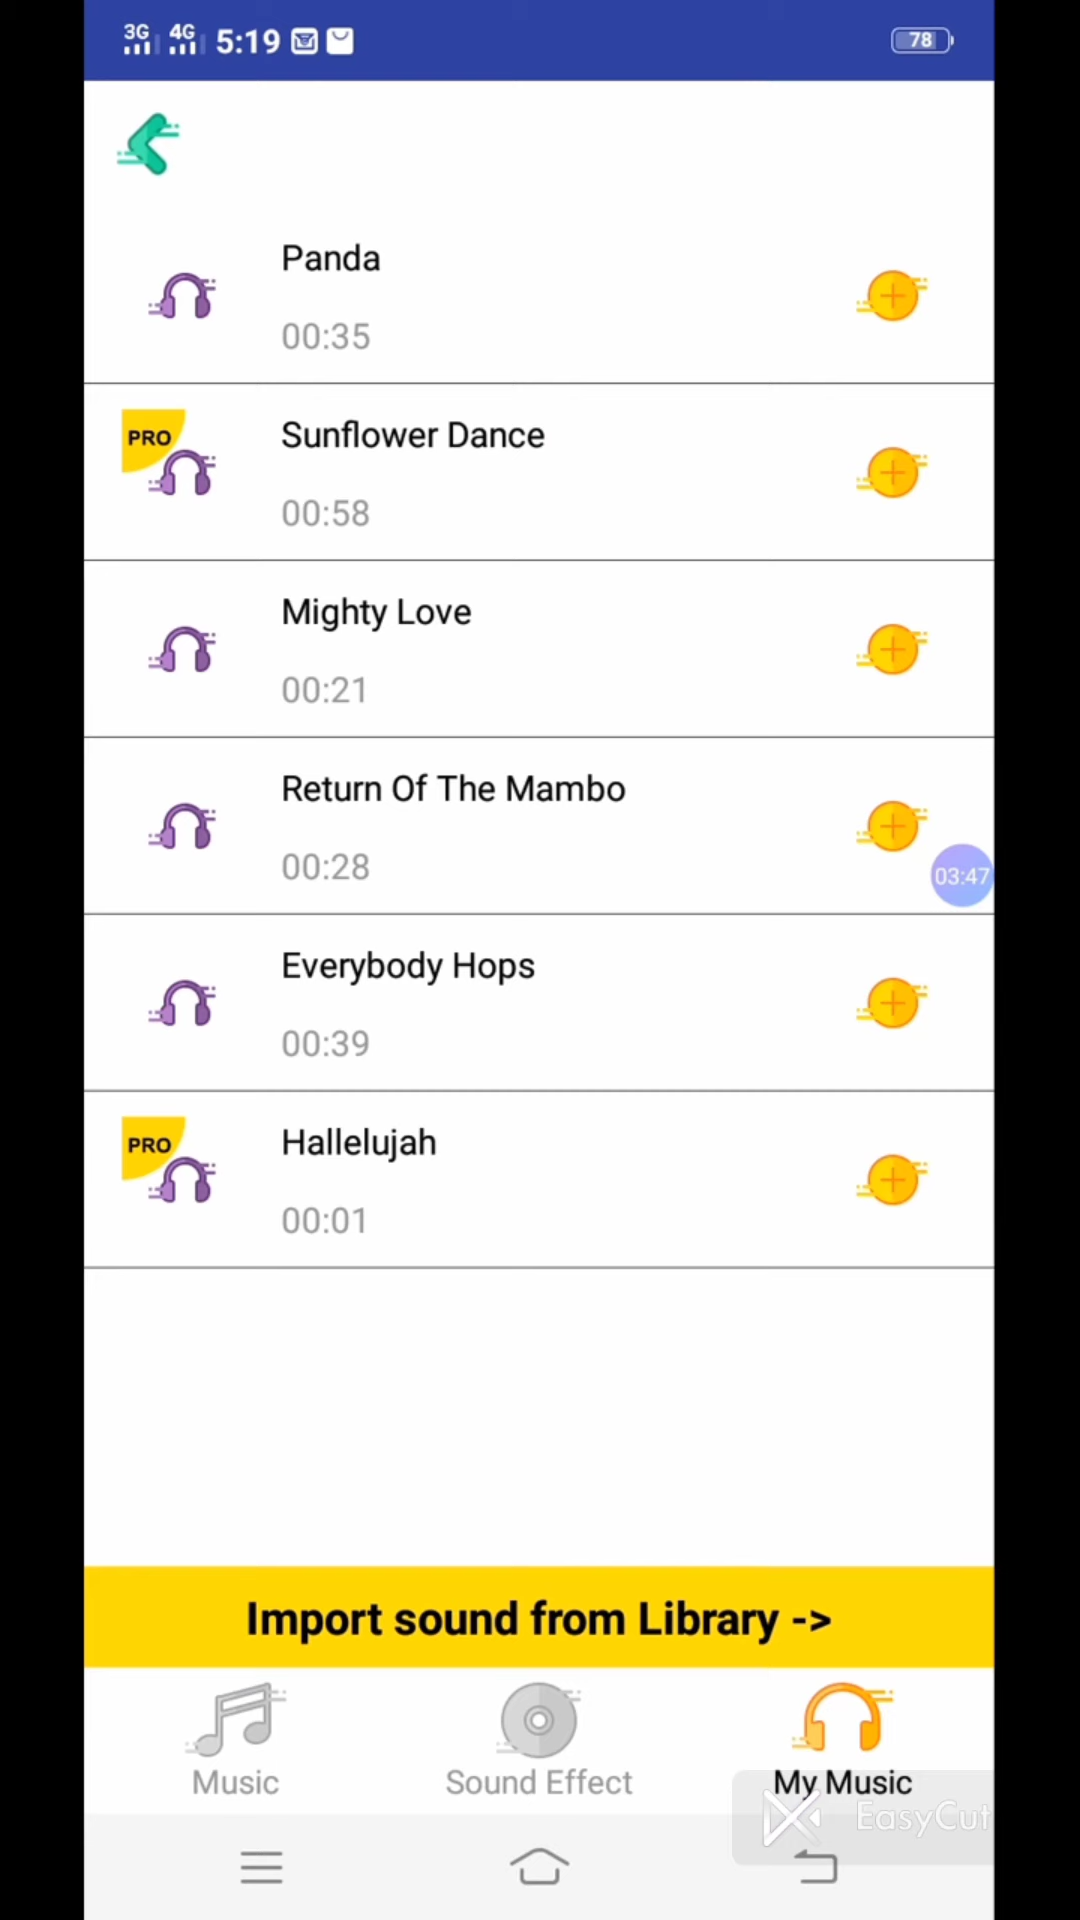 3G 4G 5:19 78
Panda
00:35
PRO
Sunflower Dance
00:58
Mighty Love
00:21
Return Of The Mambo
00:28
03:47
Everybody Hops
00:39
PRO
Hallelujah
00:01
Import sound from Library ->
Music Sound Effect My Music
EasyCut